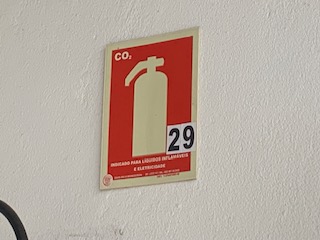 CO₂
29
INDICADO PARA LÍQUIDOS INFLAMÁVEIS
E ELETRICIDADE